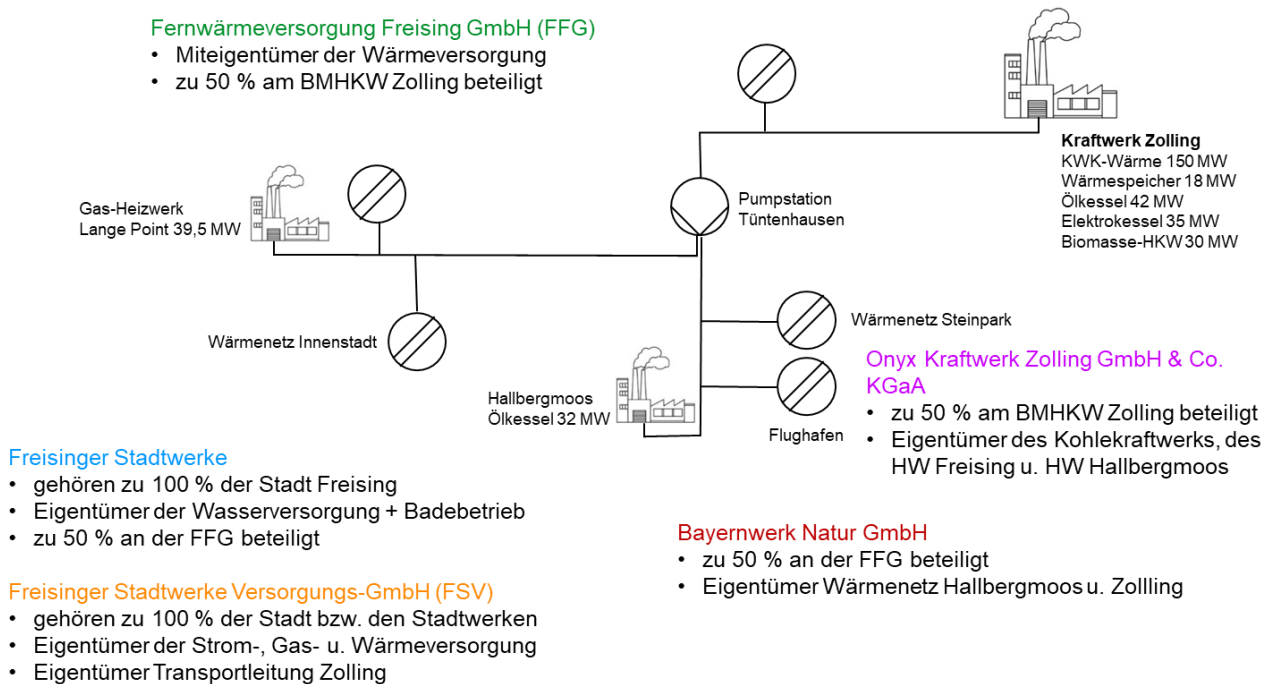 Fernwärmeversorgung Freising GmbH (FFG)
• Miteigentümer der Wärmeversorgung
• zu 50 % am BMHKW Zolling beteiligt
Kraftwerk Zolling
KWK-Wärme 150 MW
Wärmespeicher 18 MW
Ölkessel 42 MW
Elektrokessel 35 MW
Biomasse-HKW 30 MW
Gas-Heizwerk
Lange Point 39,5 MW
Pumpstation
Tüntenhausen
Wärmenetz Innenstadt
Wärmenetz Steinpark
Hallbergmoos
Ölkessel 32 MW
Flughafen
Onyx Kraftwerk Zolling GmbH & Co.
KGaA
• zu 50 % am BMHKW Zolling beteiligt
• Eigentümer des Kohlekraftwerks, des
HW Freising u. HW Hallbergmoos
Freisinger Stadtwerke
• gehören zu 100 % der Stadt Freising
• Eigentümer der Wasserversorgung + Badebetrieb
• zu 50 % an der FFG beteiligt
Bayernwerk Natur GmbH
• zu 50 % an der FFG beteiligt
• Eigentümer Wärmenetz Hallbergmoos u. Zollling
Freisinger Stadtwerke Versorgungs-GmbH (FSV)
• gehören zu 100 % der Stadt bzw. den Stadtwerken
• Eigentümer der Strom-, Gas- u. Wärmeversorgung
• Eigentümer Transportleitung Zolling